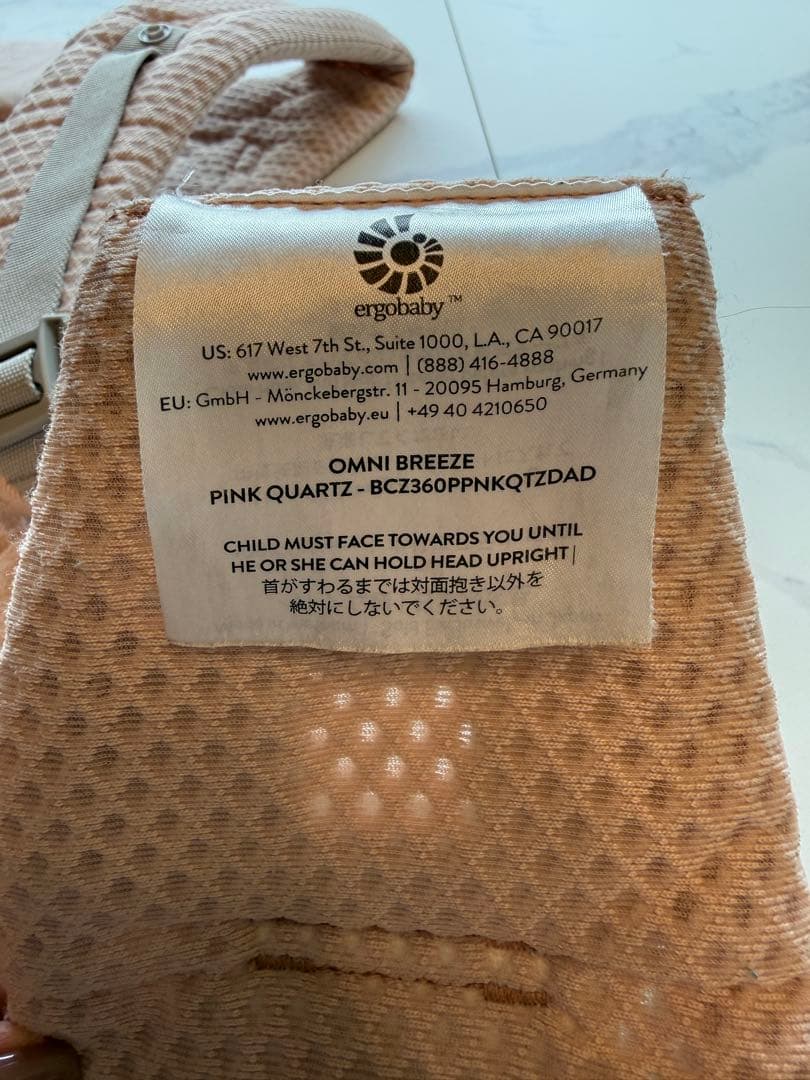 ergobaby™
US: 617 West 7th St., Suite 1000, L.A., CA 90017
www.ergobaby.com | (888) 416-4888
EU: GmbH - Mönckebergstr. 11 - 20095 Hamburg, Germany
www.ergobaby.eu | +49 40 4210650
OMNI BREEZE
PINK QUARTZ - BCZ360PPNKQTZDAD
CHILD MUST FACE TOWARDS YOU UNTIL
HE OR SHE CAN HOLD HEAD UPRIGHT |
首がすわるまでは対面抱き以外を
絶対にしないでください。